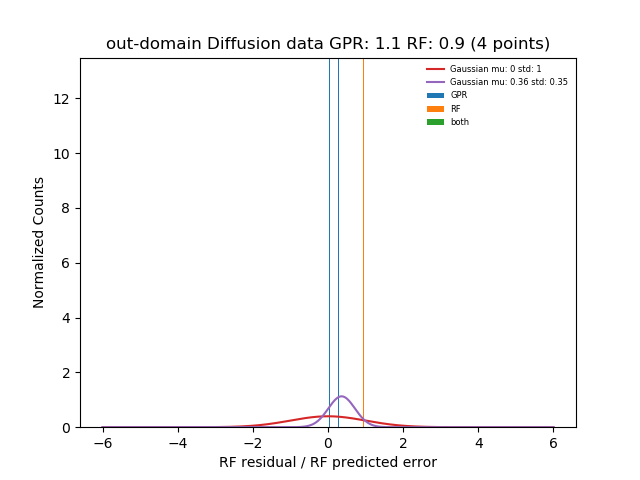 out-domain Diffusion data GPR: 1.1 RF: 0.9 (4 points)
Gaussian mu: 0 std: 1
Gaussian mu: 0.36 std: 0.35
GPR
RF
both
12
10
8
6
4
2
0
Normalized Counts
−6 −4 −2 0 2 4 6
RF residual / RF predicted error